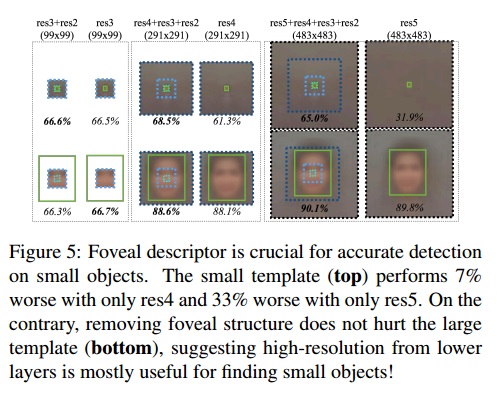 res3+res2 res3 res4+res3+res2 res4 res5+res4+res3+res2 res5
(99x99) (99x99) (291x291) (291x291) (483x483) (483x483)
66.6% 66.5% 68.5% 61.3% 65.0% 31.9%
66.3% 66.7% 88.6% 88.1% 90.1% 89.8%
Figure 5: Foveal descriptor is crucial for accurate detection
on small objects. The small template (top) performs 7%
worse with only res4 and 33% worse with only res5. On the
contrary, removing foveal structure does not hurt the large
template (bottom), suggesting high-resolution from lower
layers is mostly useful for finding small objects!